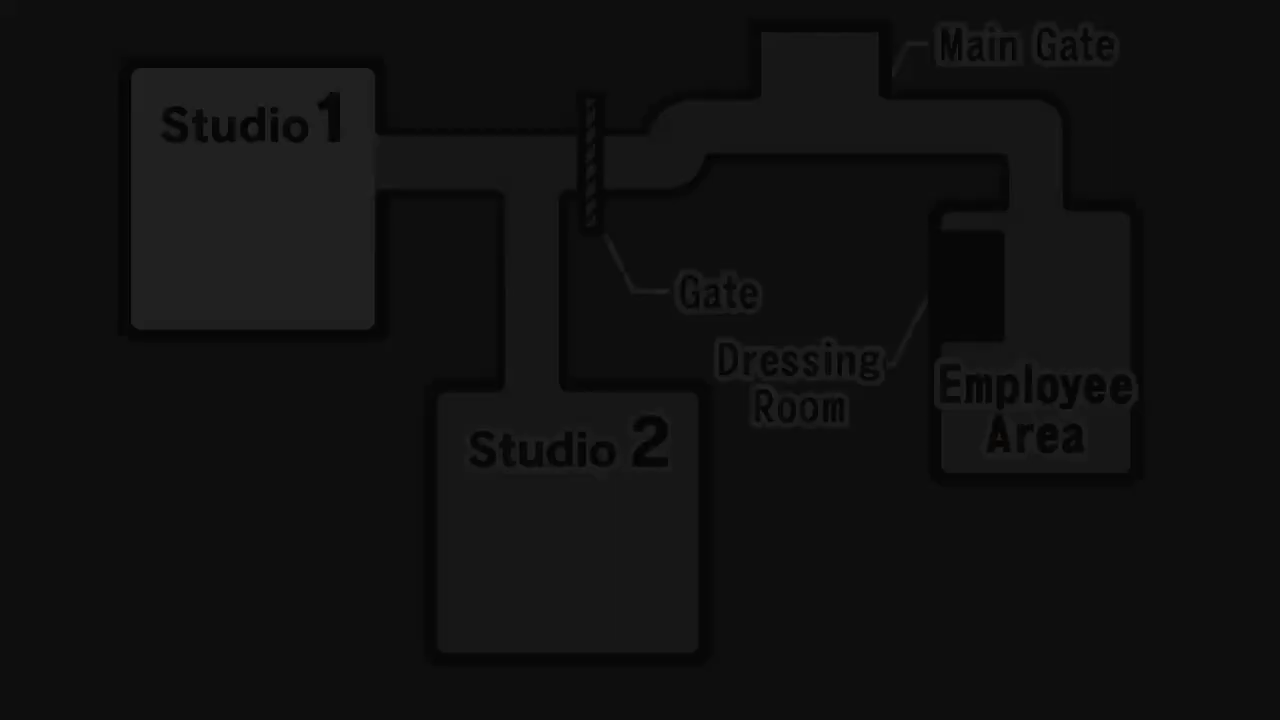 Main Gate
Studio 1
Gate
Dressing
Room
Employee
Area
Studio 2